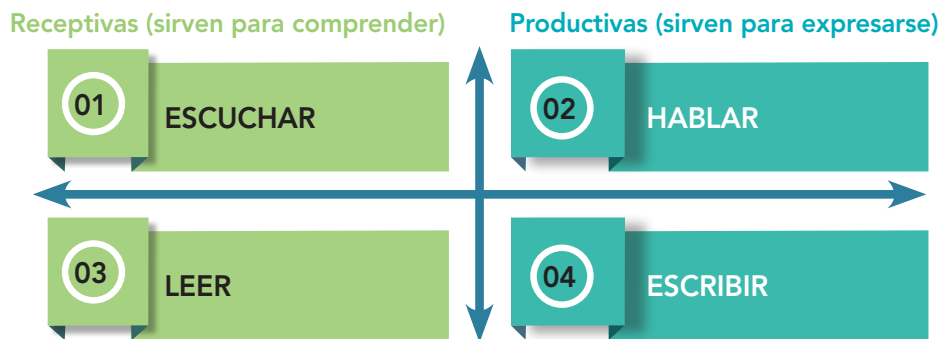 Receptivas (sirven para comprender)
Productivas (sirven para expresarse)
01
ESCUCHAR
02
HABLAR
03
LEER
04
ESCRIBIR